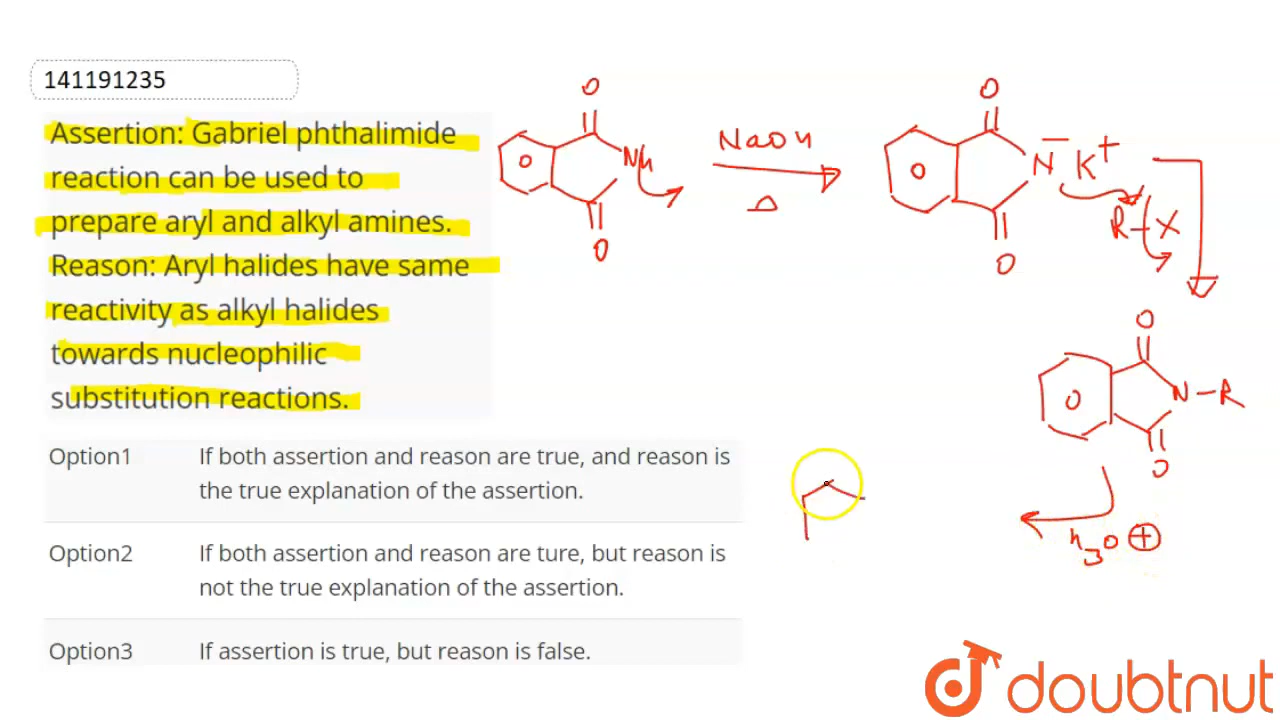 141191235
Assertion: Gabriel phthalimide
reaction can be used to
prepare aryl and alkyl amines.
Reason: Aryl halides have same
reactivity as alkyl halides
towards nucleophilic
substitution reactions.
Option1 If both assertion and reason are true, and reason is
the true explanation of the assertion.
Option2 If both assertion and reason are ture, but reason is
not the true explanation of the assertion.
Option3 If assertion is true, but reason is false.
O
NH
O
NaOH
Δ
O
N⁻ K⁺
R-X
O
O
N-R
O
H₃O⊕
doubtnut